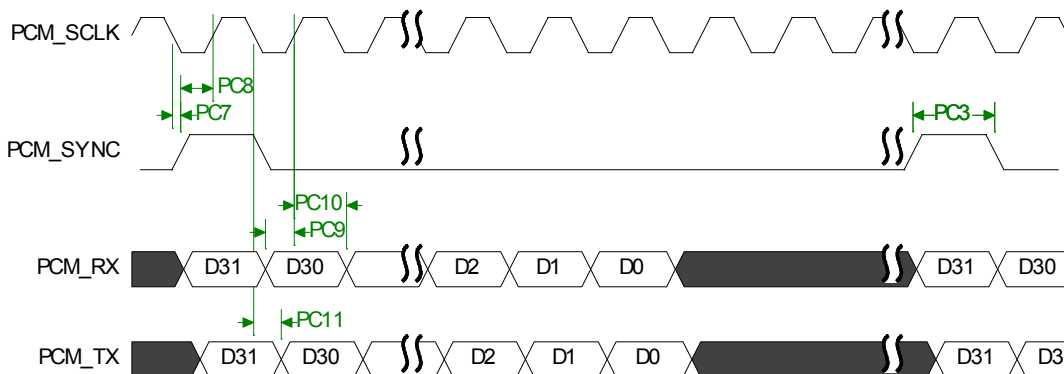 PCM_SCLK
PC8
PC7
PC3
PCM_SYNC
PC10
PC9
PCM_RX D31 D30 D2 D1 D0 D31 D30
PC11
PCM_TX D31 D30 D2 D1 D0 D31 D3